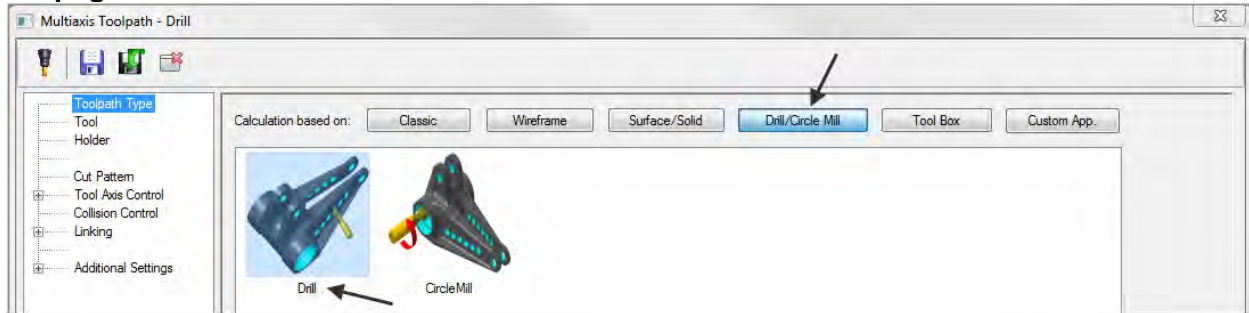 Multiaxis Toolpath - Drill
Toolpath Type
Tool
Holder
Cut Pattern
Tool Axis Control
Collision Control
Linking
Additional Settings
Calculation based on: Classic Wireframe Surface/Solid Drill/Circle Mill Tool Box Custom App.
Drill CircleMill